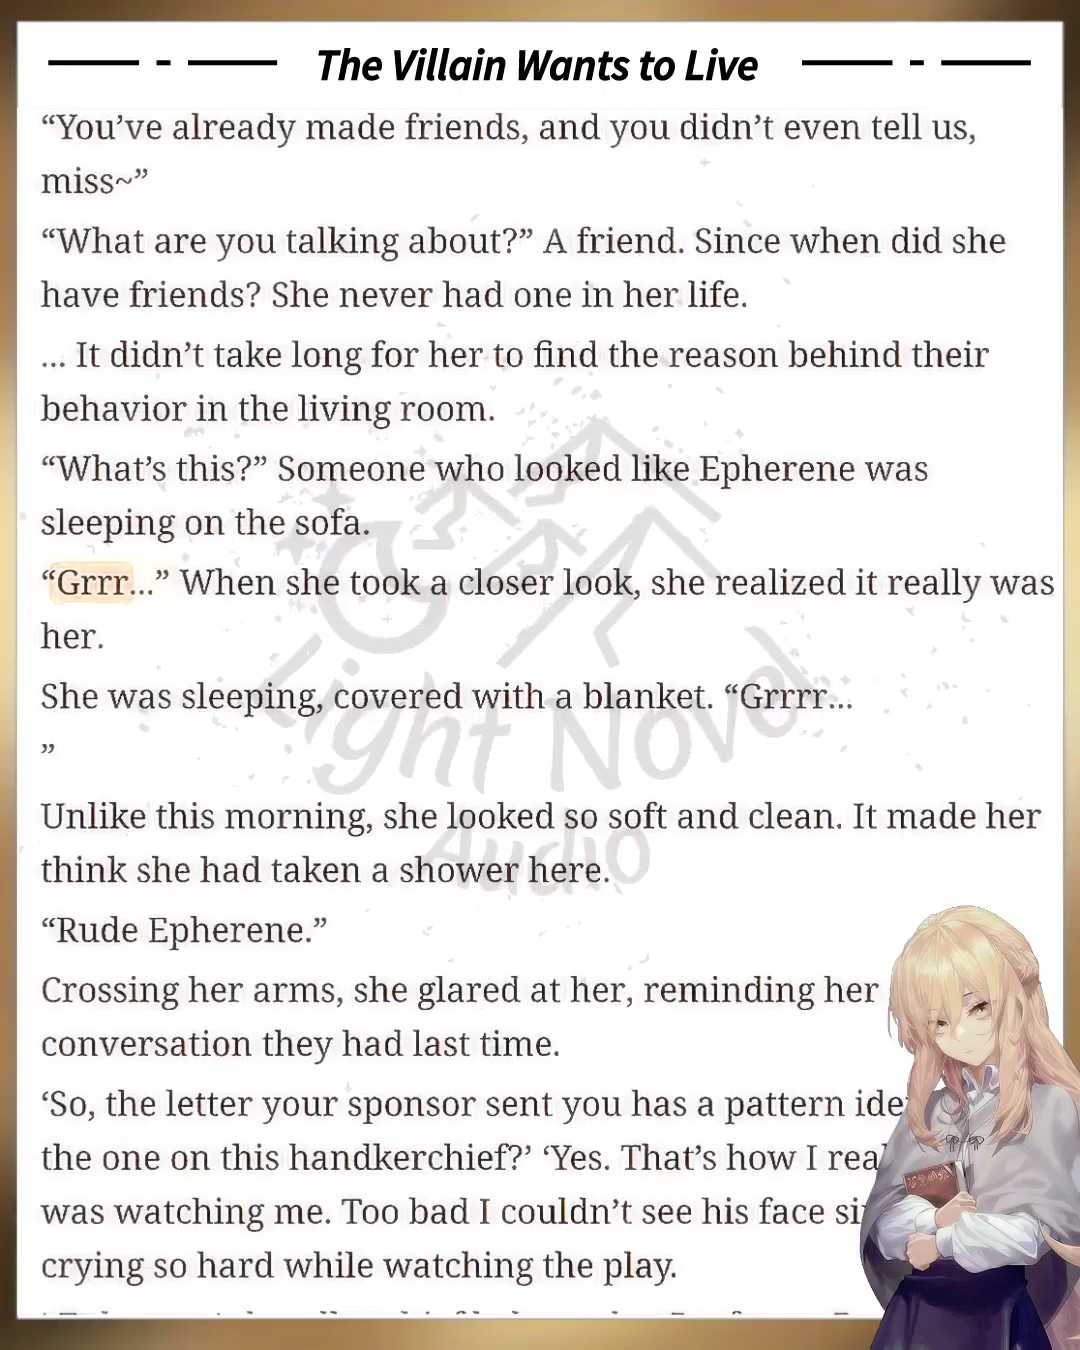 The Villain Wants to Live
“You’ve already made friends, and you didn’t even tell us,
miss~”
“What are you talking about?” A friend. Since when did she
have friends? She never had one in her life.
... It didn’t take long for her to find the reason behind their
behavior in the living room.
“What’s this?” Someone who looked like Epherene was
sleeping on the sofa.
“Grrr...” When she took a closer look, she realized it really was
her.
She was sleeping, covered with a blanket. “Grrrr...
”
Unlike this morning, she looked so soft and clean. It made her
think she had taken a shower here.
“Rude Epherene.”
Crossing her arms, she glared at her, reminding her
conversation they had last time.
‘So, the letter your sponsor sent you has a pattern
the one on this handkerchief?’ ‘Yes. That’s how I
was watching me. Too bad I couldn’t see his face
crying so hard while watching the play.
Light Novel
Audio